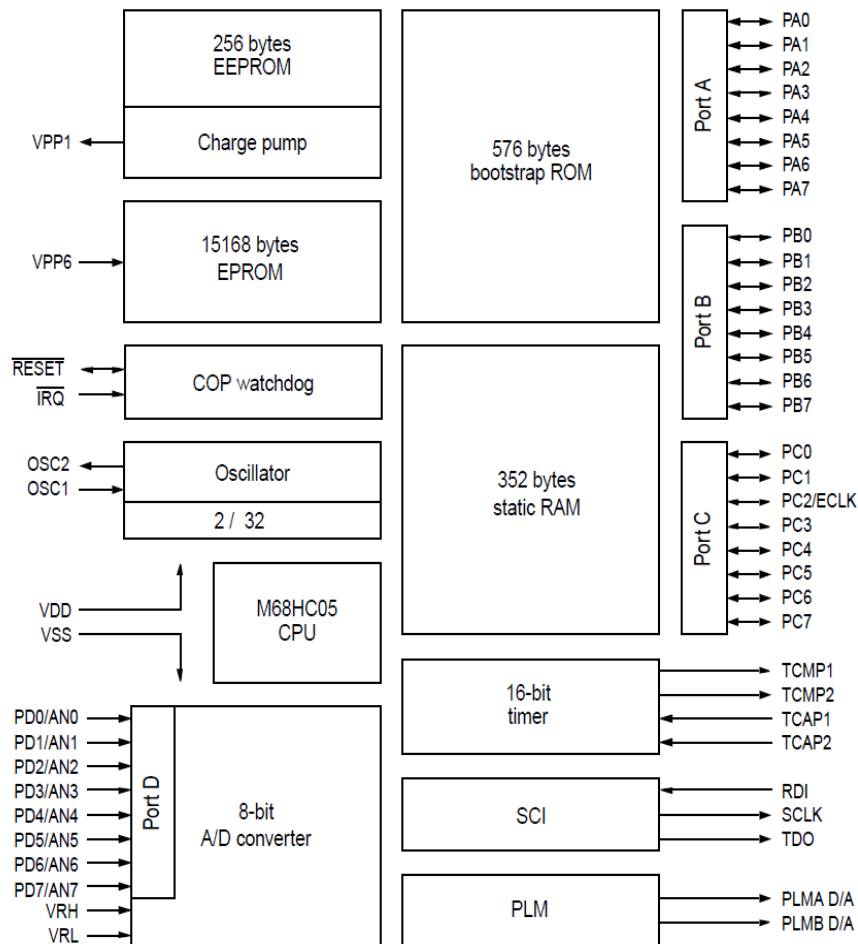 256 bytes
EEPROM
Charge pump
VPP1
15168 bytes
EPROM
VPP6
COP watchdog
RESET
IRQ
Oscillator
2 / 32
OSC2
OSC1
VDD
VSS
M68HC05
CPU
PD0/AN0
PD1/AN1
PD2/AN2
PD3/AN3
PD4/AN4
PD5/AN5
PD6/AN6
PD7/AN7
VRH
VRL
Port D
8-bit
A/D converter
576 bytes
bootstrap ROM
352 bytes
static RAM
16-bit
timer
SCI
PLM
Port A
PA0
PA1
PA2
PA3
PA4
PA5
PA6
PA7
Port B
PB0
PB1
PB2
PB3
PB4
PB5
PB6
PB7
Port C
PC0
PC1
PC2/ECLK
PC3
PC4
PC5
PC6
PC7
TCMP1
TCMP2
TCAP1
TCAP2
RDI
SCLK
TDO
PLMA D/A
PLMB D/A